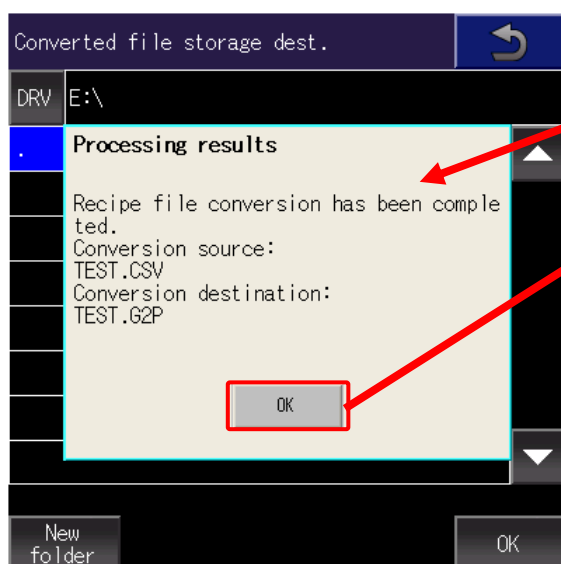 Converted file storage dest.
DRV E:\
.
Processing results
Recipe file conversion has been comple
ted.
Conversion source:
TEST.CSV
Conversion destination:
TEST.G2P
OK
New
folder
OK